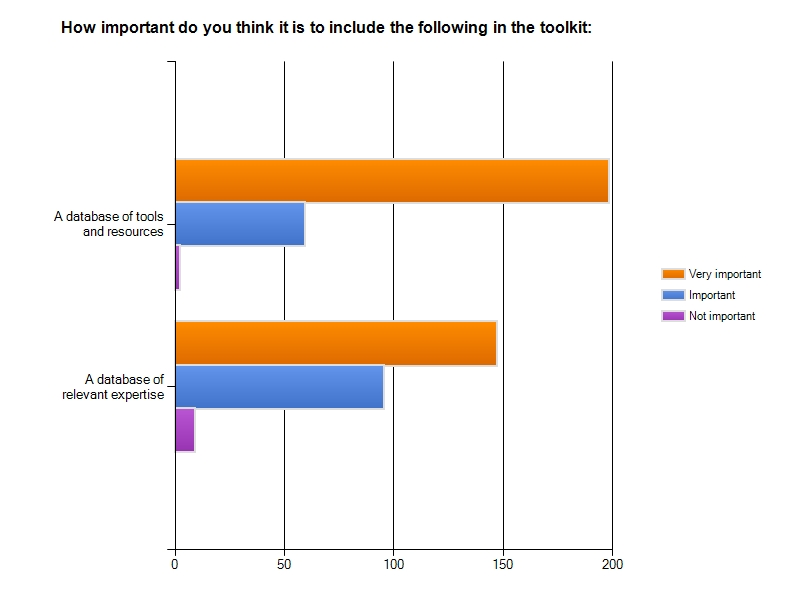 How important do you think it is to include the following in the toolkit:
A database of tools
and resources
A database of
relevant expertise
0 50 100 150 200
Very important
Important
Not important